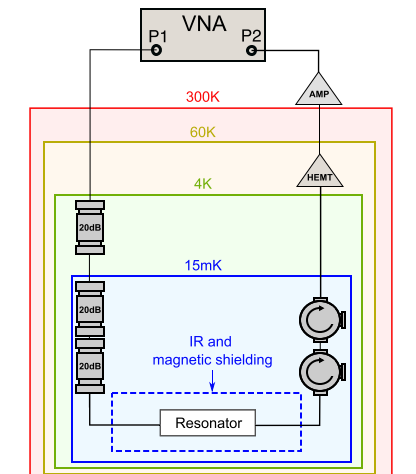 VNA
P1
P2
AMP
300K
60K
HEMT
4K
20dB
15mK
20dB
20dB
IR and
magnetic shielding
Resonator